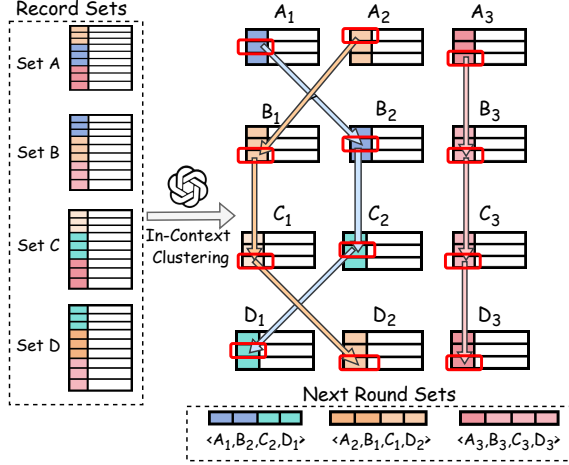 Record Sets
Set A
Set B
Set C
Set D
In-Context
Clustering
A1 A2 A3
B1 B2 B3
C1 C2 C3
D1 D2 D3
Next Round Sets
<A1,B2,C2,D1> <A2,B1,C1,D2> <A3,B3,C3,D3>